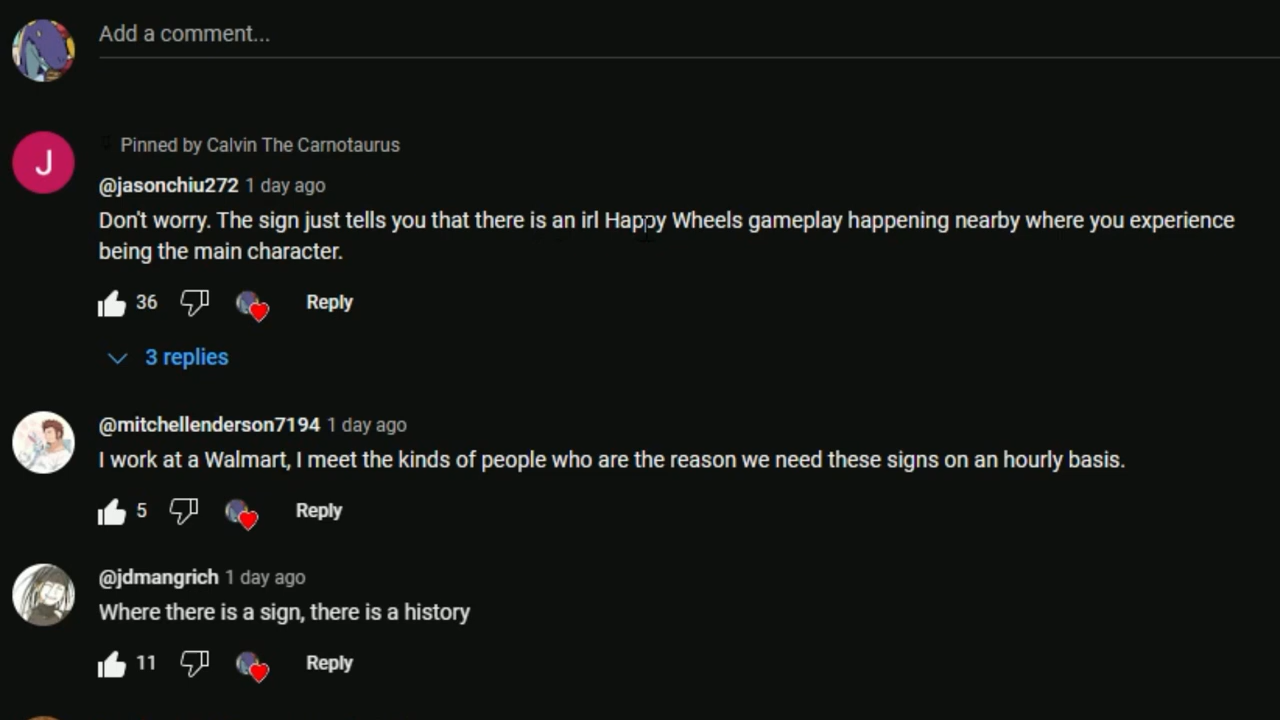 Add a comment...
Pinned by Calvin The Carnotaurus
J
@jasonchiu272 1 day ago
Don't worry. The sign just tells you that there is an irl Happy Wheels gameplay happening nearby where you experience
being the main character.
36 Reply
3 replies
@mitchellenderson7194 1 day ago
I work at a Walmart, I meet the kinds of people who are the reason we need these signs on an hourly basis.
5 Reply
@jdmangrich 1 day ago
Where there is a sign, there is a history
11 Reply